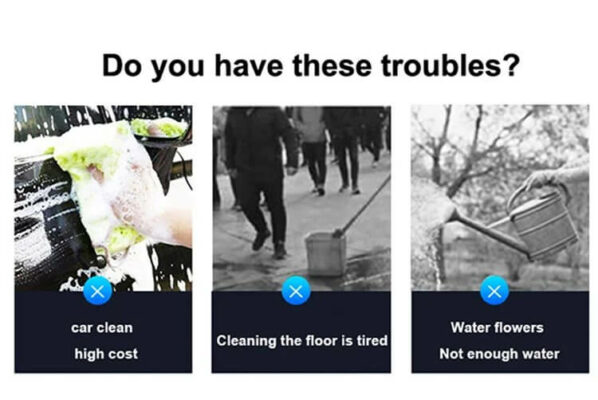 Do you have these troubles?
car clean
high cost
Cleaning the floor is tired
Water flowers
Not enough water